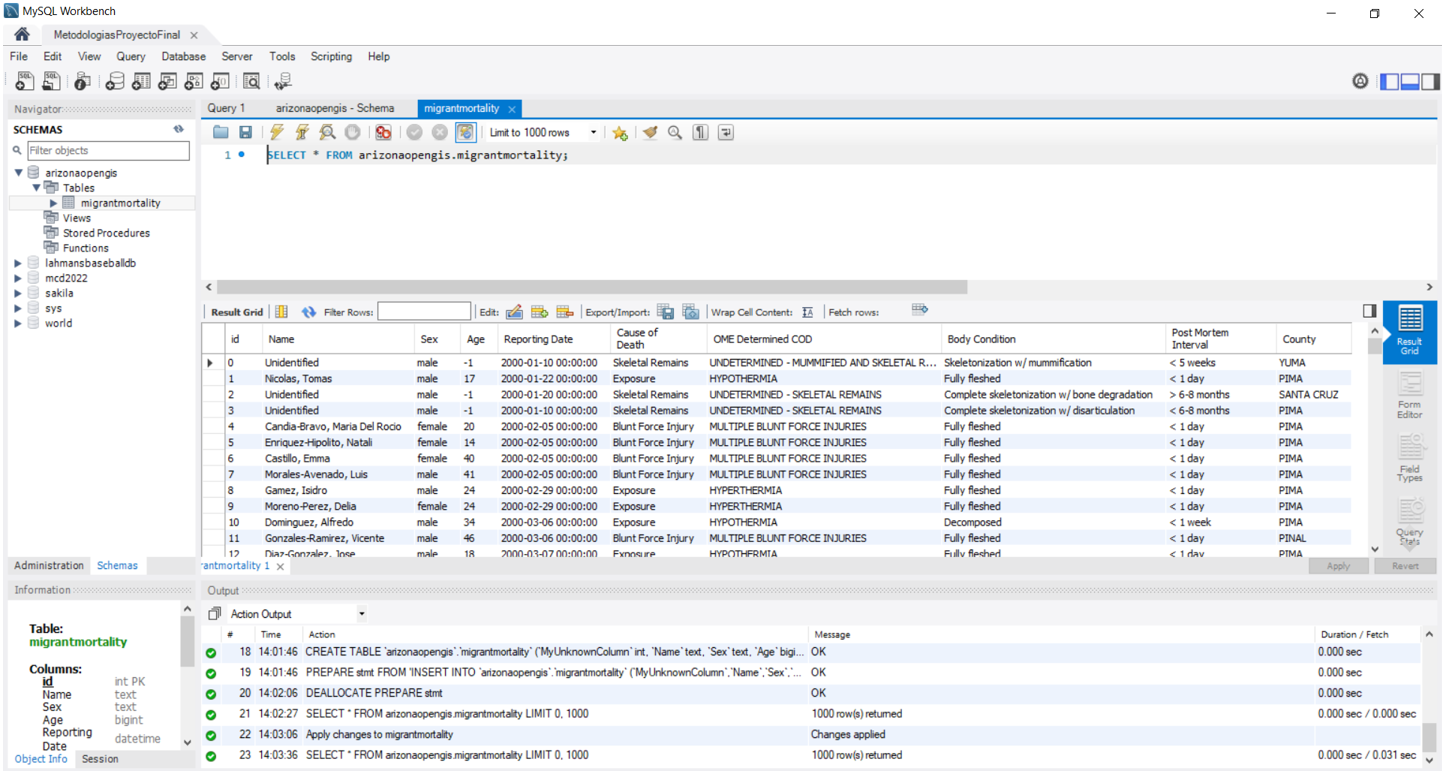 MySQL Workbench
MetodologiasProyectoFinal
File Edit View Query Database Server Tools Scripting Help
Navigator
SCHEMAS
Filter objects
arizonaopengis
Tables
migrantmortality
Views
Stored Procedures
Functions
lahmansbaseballdb
mcd2022
sakila
sys
world
Administration Schemas
Information
Table:
migrantmortality
Columns:
id int PK
Name text
Sex text
Age bigint
Reporting Date datetime
Object Info Session
Query 1 arizonaopengis - Schema migrantmortality
Limit to 1000 rows
1 SELECT * FROM arizonaopengis.migrantmortality;
Result Grid Filter Rows: Edit: Export/Import: Wrap Cell Content: Fetch rows:
id Name Sex Age Reporting Date Cause of Death OME Determined COD Body Condition Post Mortem Interval County
0 Unidentified male -1 2000-01-10 00:00:00 Skeletal Remains UNDETERMINED - MUMMIFIED AND SKELETAL R... Skeletonization w/ mummification < 5 weeks YUMA
1 Nicolas, Tomas male 17 2000-01-22 00:00:00 Exposure HYPOTHERMIA Fully fleshed < 1 day PIMA
2 Unidentified male -1 2000-01-20 00:00:00 Skeletal Remains UNDETERMINED - SKELETAL REMAINS Complete skeletonization w/ bone degradation > 6-8 months SANTA CRUZ
3 Unidentified male -1 2000-01-10 00:00:00 Skeletal Remains UNDETERMINED - SKELETAL REMAINS Complete skeletonization w/ disarticulation < 6-8 months PIMA
4 Candia-Bravo, Maria Del Rocio female 20 2000-02-05 00:00:00 Blunt Force Injury MULTIPLE BLUNT FORCE INJURIES Fully fleshed < 1 day PIMA
5 Enriquez-Hipolito, Natali female 14 2000-02-05 00:00:00 Blunt Force Injury MULTIPLE BLUNT FORCE INJURIES Fully fleshed < 1 day PIMA
6 Castillo, Emma female 40 2000-02-05 00:00:00 Blunt Force Injury MULTIPLE BLUNT FORCE INJURIES Fully fleshed < 1 day PIMA
7 Morales-Avenado, Luis male 41 2000-02-05 00:00:00 Blunt Force Injury MULTIPLE BLUNT FORCE INJURIES Fully fleshed < 1 day PIMA
8 Gamez, Isidro male 24 2000-02-29 00:00:00 Exposure HYPERTHERMIA Fully fleshed < 1 day PIMA
9 Moreno-Perez, Delia female 24 2000-02-29 00:00:00 Exposure HYPERTHERMIA Fully fleshed < 1 day PIMA
10 Dominguez, Alfredo male 34 2000-03-06 00:00:00 Exposure HYPOTHERMIA Decomposed < 1 week PIMA
11 Gonzales-Ramirez, Vicente male 46 2000-03-06 00:00:00 Blunt Force Injury MULTIPLE BLUNT FORCE INJURIES Fully fleshed < 1 day PINAL
12 Diaz-Gonzalez, Jose male 18 2000-03-07 00:00:00 Exposure HYPOTHERMIA Fully fleshed < 1 day PIMA
Result Grid
Form Editor
Field Types
Query Stats
rantmortality 1
Apply Revert
Output
Action Output
# Time Action Message Duration / Fetch
18 14:01:46 CREATE TABLE `arizonaopengis`.`migrantmortality` (`MyUnknownColumn` int, `Name` text, `Sex` text, `Age` bigi... OK 0.000 sec
19 14:01:46 PREPARE stmt FROM 'INSERT INTO `arizonaopengis`.`migrantmortality` (`MyUnknownColumn`,`Name`,`Sex`,`... OK 0.000 sec
20 14:02:06 DEALLOCATE PREPARE stmt OK 0.000 sec
21 14:02:27 SELECT * FROM arizonaopengis.migrantmortality LIMIT 0, 1000 1000 row(s) returned 0.000 sec / 0.000 sec
22 14:03:06 Apply changes to migrantmortality Changes applied
23 14:03:36 SELECT * FROM arizonaopengis.migrantmortality LIMIT 0, 1000 1000 row(s) returned 0.000 sec / 0.031 sec